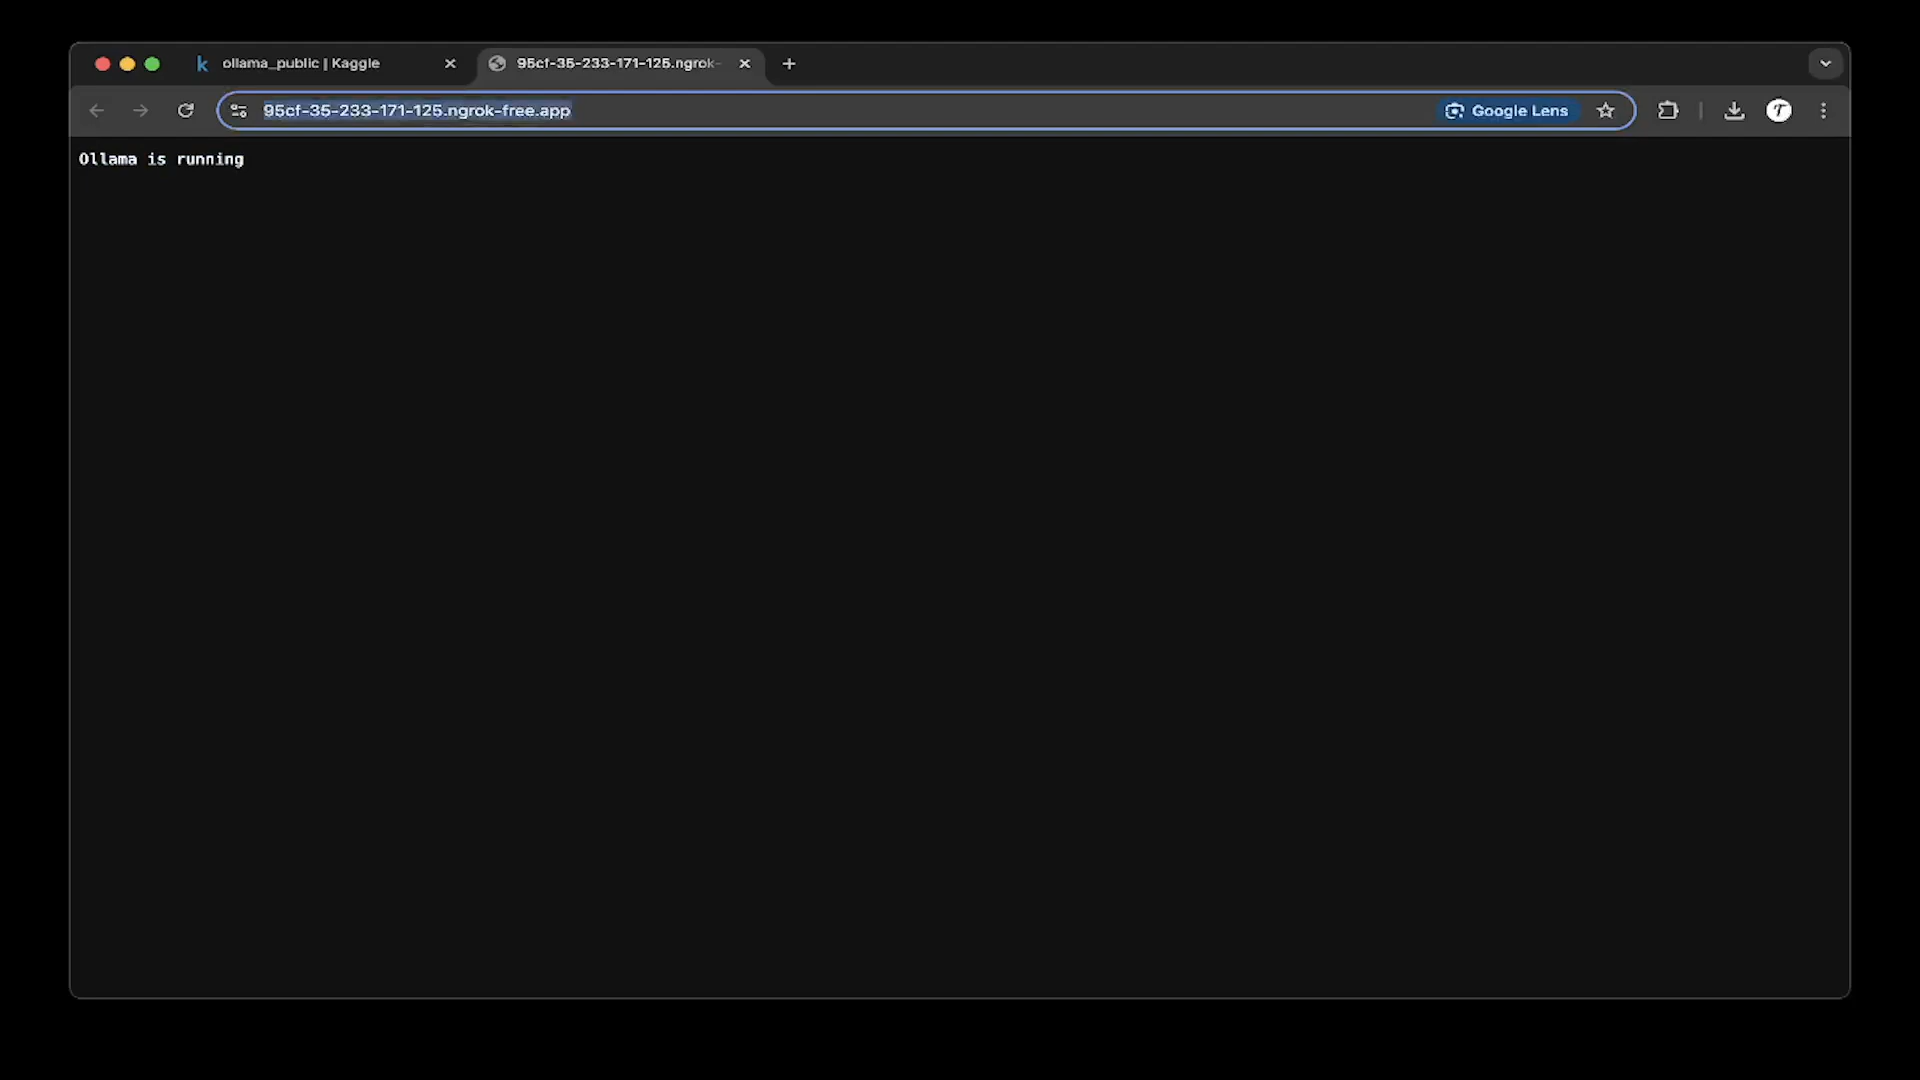 ollama_public | Kaggle
95cf-35-233-171-125.ngrok-
95cf-35-233-171-125.ngrok-free.app
Google Lens
Ollama is running